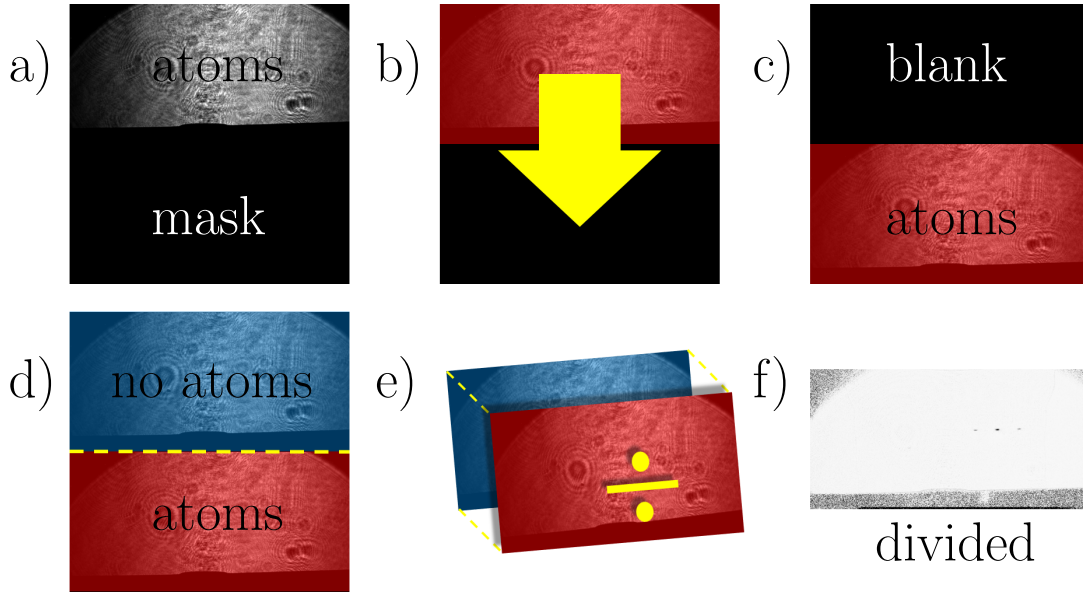 a)
atoms
mask
b)
c)
blank
atoms
d)
no atoms
atoms
e)
f)
divided